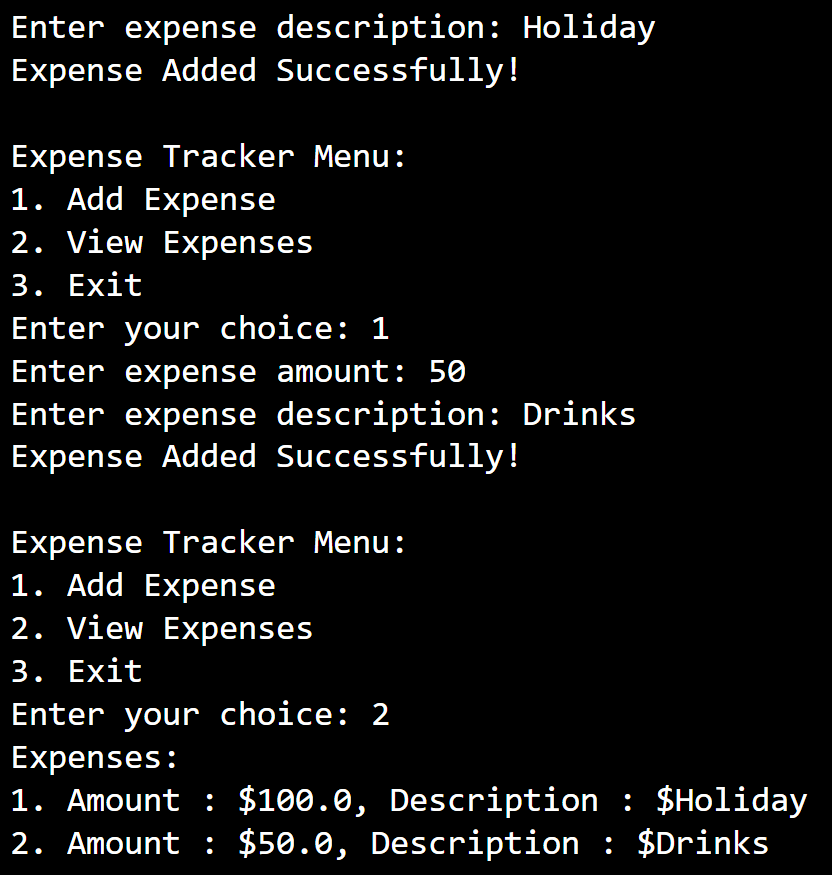 Enter expense description: Holiday
Expense Added Successfully!
Expense Tracker Menu:
1. Add Expense
2. View Expenses
3. Exit
Enter your choice: 1
Enter expense amount: 50
Enter expense description: Drinks
Expense Added Successfully!
Expense Tracker Menu:
1. Add Expense
2. View Expenses
3. Exit
Enter your choice: 2
Expenses:
1. Amount : $100.0, Description : $Holiday
2. Amount : $50.0, Description : $Drinks